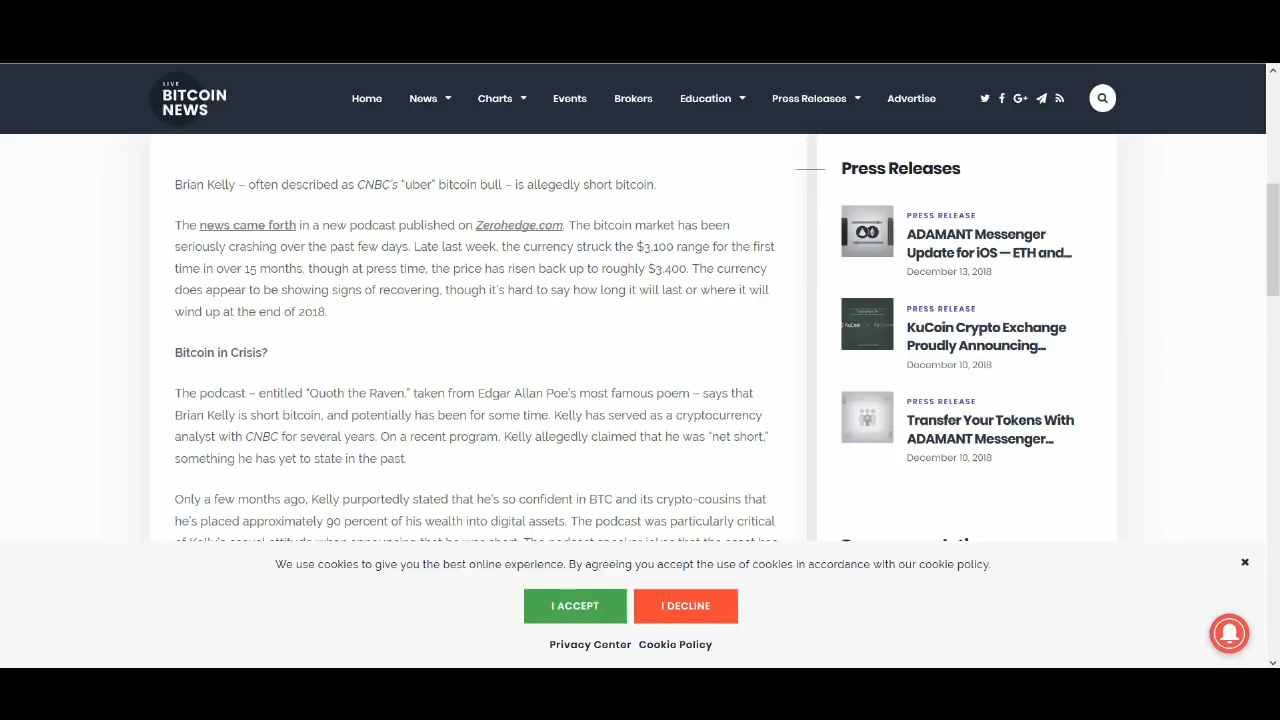 LIVE
BITCOIN
NEWS
Home
News
Charts
Events
Brokers
Education
Press Releases
Advertise
Brian Kelly – often described as CNBC's “uber” bitcoin bull – is allegedly short bitcoin.
The news came forth in a new podcast published on Zerohedge.com. The bitcoin market has been
seriously crashing over the past few days. Late last week, the currency struck the $3,100 range for the first
time in over 15 months, though at press time, the price has risen back up to roughly $3,400. The currency
does appear to be showing signs of recovering, though it's hard to say how long it will last or where it will
wind up at the end of 2018.
Bitcoin in Crisis?
The podcast – entitled “Quoth the Raven,” taken from Edgar Allan Poe's most famous poem – says that
Brian Kelly is short bitcoin, and potentially has been for some time. Kelly has served as a cryptocurrency
analyst with CNBC for several years. On a recent program, Kelly allegedly claimed that he was “net short,”
something he has yet to state in the past.
Only a few months ago, Kelly purportedly stated that he's so confident in BTC and its crypto-cousins that
he's placed approximately 90 percent of his wealth into digital assets. The podcast was particularly critical
Press Releases
PRESS RELEASE
ADAMANT Messenger
Update for iOS — ETH and...
December 13, 2018
PRESS RELEASE
KuCoin Crypto Exchange
Proudly Announcing...
December 10, 2018
PRESS RELEASE
Transfer Your Tokens With
ADAMANT Messenger...
December 10, 2018
We use cookies to give you the best online experience. By agreeing you accept the use of cookies in accordance with our cookie policy.
I ACCEPT
I DECLINE
Privacy Center
Cookie Policy